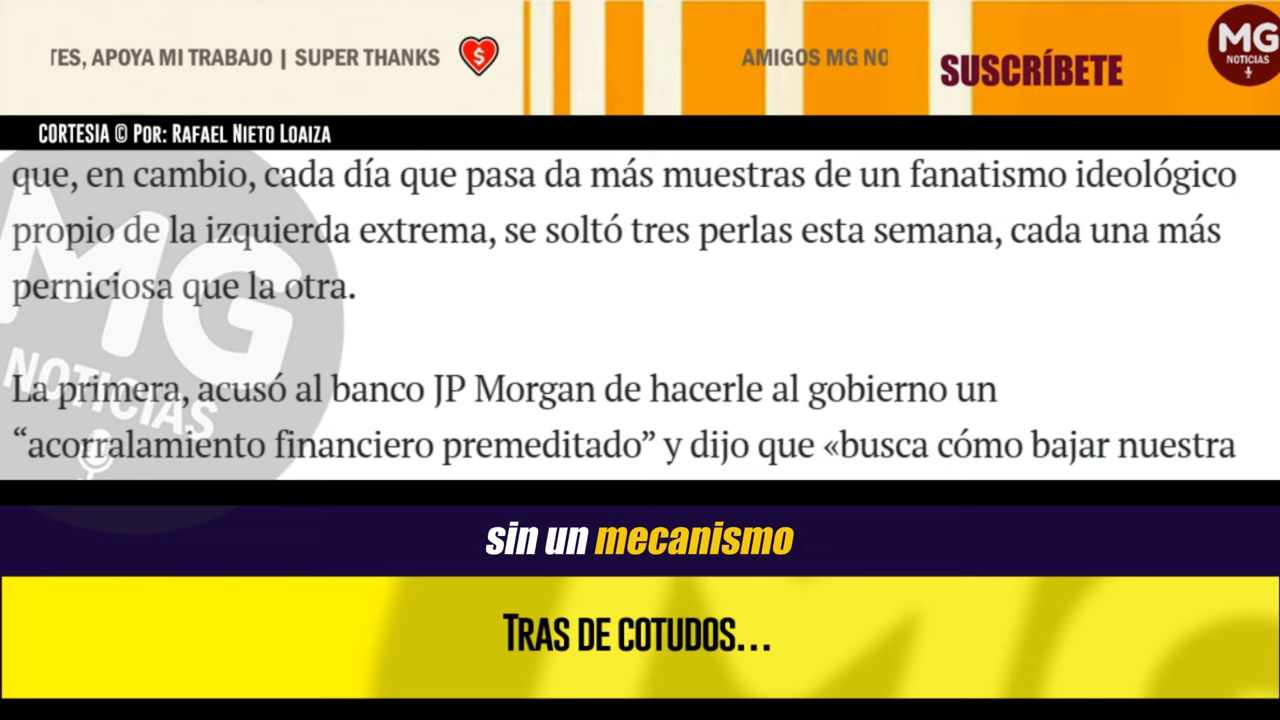 TES, APOYA MI TRABAJO | SUPER THANKS
$
AMIGOS MG NO
SUSCRÍBETE
MG
NOTICIAS
CORTESIA © Por: Rafael Nieto Loaiza
que, en cambio, cada día que pasa da más muestras de un fanatismo ideológico
propio de la izquierda extrema, se soltó tres perlas esta semana, cada una más
perniciosa que la otra.
La primera, acusó al banco JP Morgan de hacerle al gobierno un
“acorralamiento financiero premeditado” y dijo que «busca cómo bajar nuestra
MG
NOTICIAS
sin un mecanismo
Tras de cotudos...